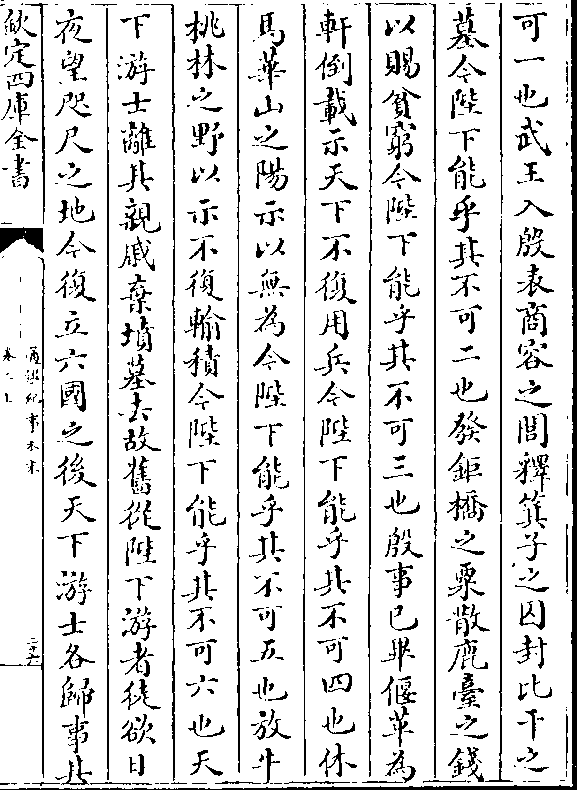 可一也武王入殷表商容之閭釋箕子之囚封比干之
墓今陛下能乎其不可二也發鉅橋之粟散鹿臺之錢
以賜貧窮今陛下能乎其不可三也殷事已畢偃革為
軒倒載示天下不復用兵今陛下能乎其不可四也休
馬華山之陽示以無為今陛下能乎其不可五也放牛
桃林之野以示不復輸積今陛下能乎其不可六也天
下游士離其親戚棄墳墓去故舊從陛下游者徒欲日
夜望咫尺之地今復立六國之後天下游士各歸事其
欽定四庫全書
通鑑紀事本末